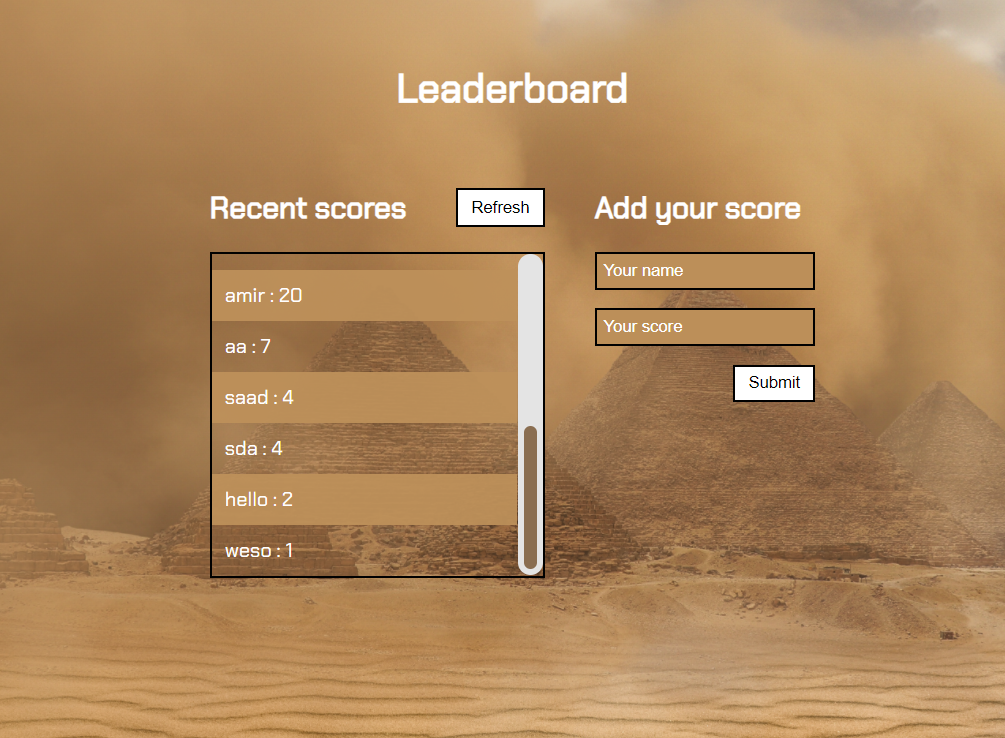 Leaderboard
Recent scores
Refresh
amir : 20
aa : 7
saad : 4
sda : 4
hello : 2
weso : 1
Add your score
Your name
Your score
Submit